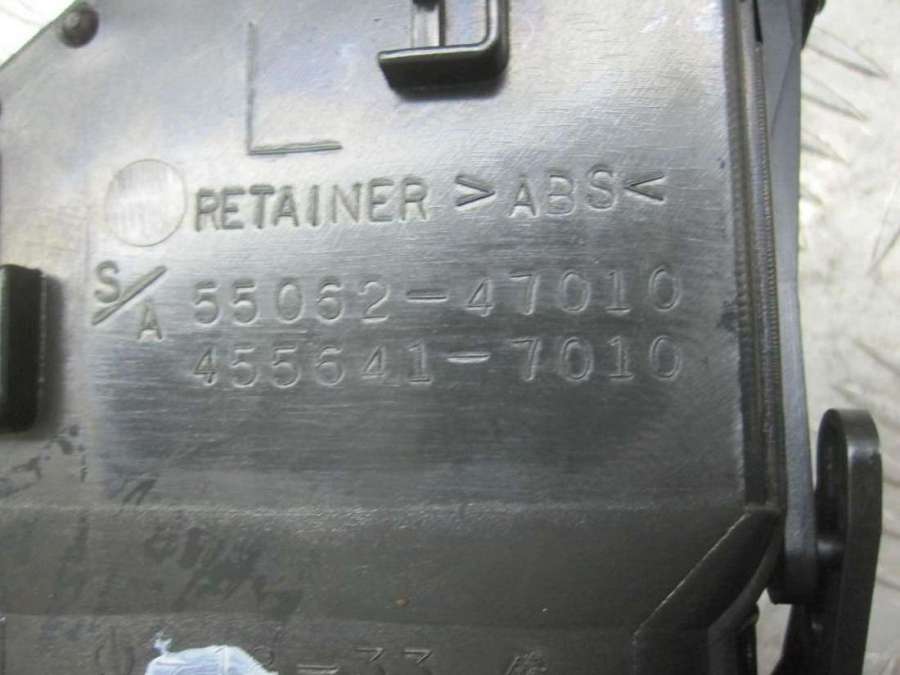 L
RETAINER >ABS<
S/A 55062-47010
455641-7010